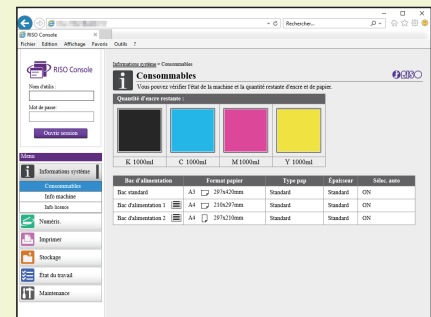 Rechercher...
RISO Console
Fichier Edition Affichage Favoris Outils ?
RISO Console
Nom d'utilis :
Mot de passe:
Ouvrir session
Menu
Informations système
Consommables
Info machine
Info licence
Numéris.
Imprimer
Stockage
Etat du travail
Maintenance
Informations système > Consommables
Consommables
Vous pouvez vérifier l'état de la machine et la quantité restante d'encre et de papier.
RISO
Quantité d'encre restante :
K 1000ml C 1000ml M 1000ml Y 1000ml
Bac d'alimentation Format papier Type pap Épaisseur Sélec. auto
Bac standard A3 297x420mm Standard Standard ON
Bac d'alimentation 1 A4 210x297mm Standard Standard ON
Bac d'alimentation 2 A4 297x210mm Standard Standard ON